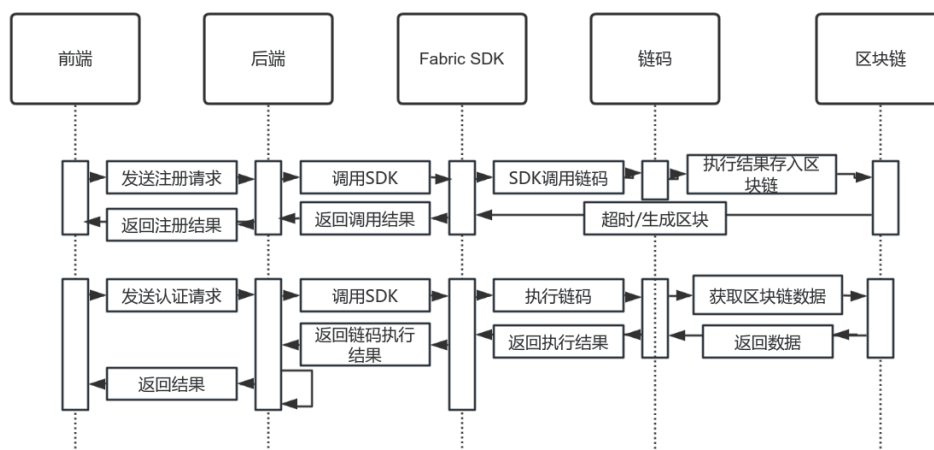 前端
后端
Fabric SDK
链码
区块链
发送注册请求
调用SDK
SDK调用链码
执行结果存入区
块链
返回注册结果
返回调用结果
超时/生成区块
发送认证请求
调用SDK
执行链码
获取区块链数据
返回链码执行
结果
返回执行结果
返回数据
返回结果